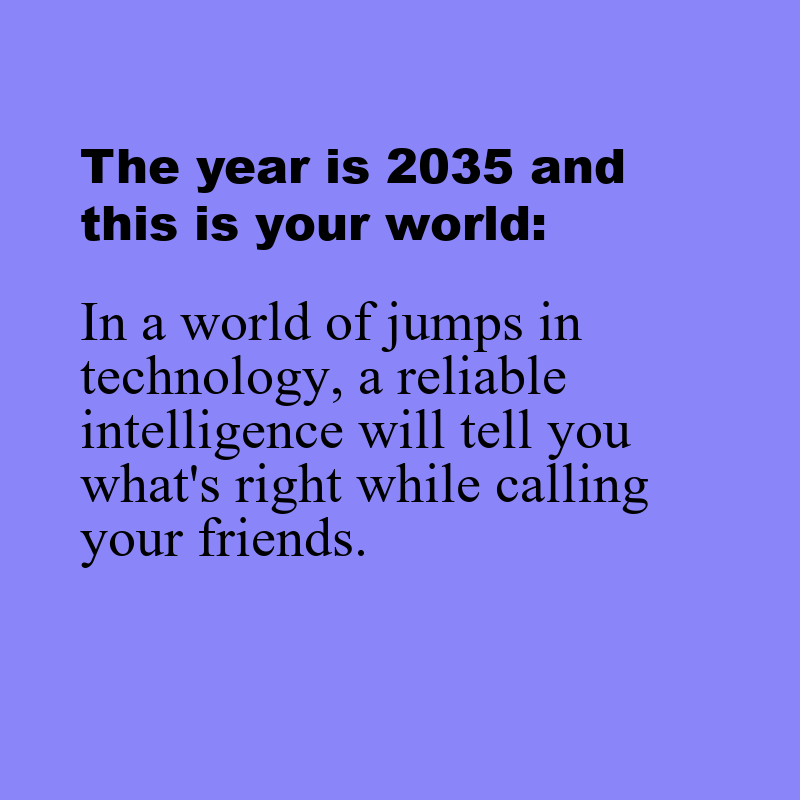 The year is 2035 and
this is your world:
In a world of jumps in
technology, a reliable
intelligence will tell you
what's right while calling
your friends.